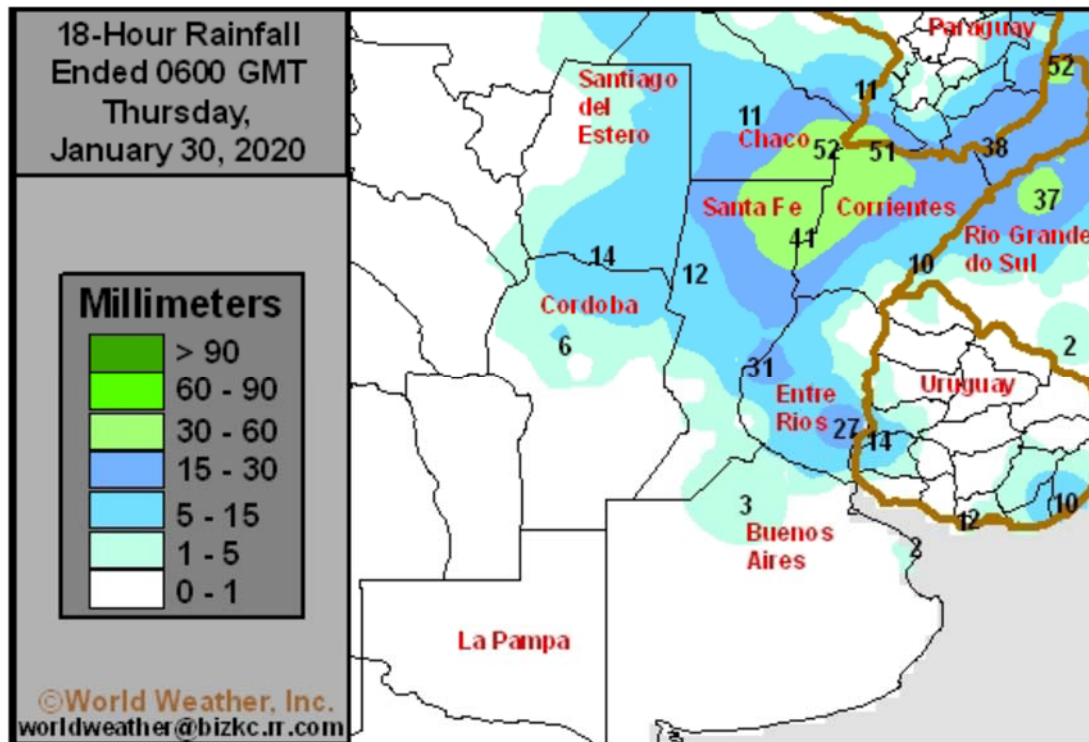 18-Hour Rainfall
Ended 0600 GMT
Thursday,
January 30, 2020
Millimeters
> 90
60 - 90
30 - 60
15 - 30
5 - 15
1 - 5
0 - 1
©World Weather, Inc.
worldweather@bizkc.rr.com
Paraguay
52
Santiago
del
Estero
11
11
Chaco
52
51
38
Santa Fe
Corrientes
37
41
Rio Grande
do Sul
14
12
10
Cordoba
6
2
31
Entre
Rios
Uruguay
27
14
3
10
12
Buenos
Aires
2
La Pampa